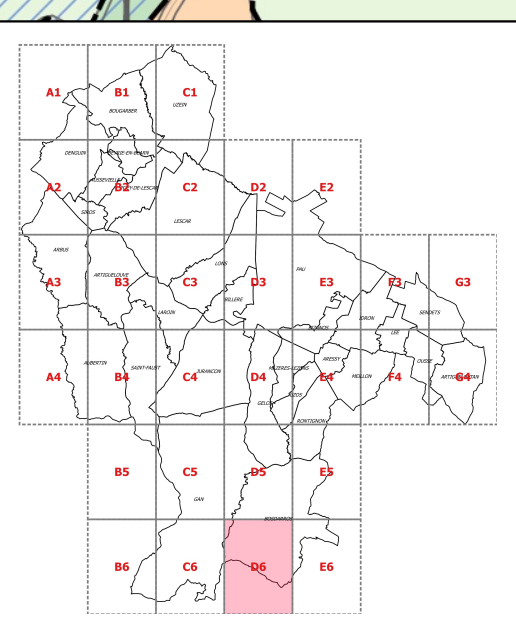 A1 B1 C1
UZEIN
BOUGARBER
DENGUIN
A2 B2 C2 D2 E2
SIROS
LESCAR
ARBUS
LONS
PAU
ARTIGUELOUVE
A3 B3 C3 D3 E3 F3 G3
BILLERE
LAROIN
IDRON
SENDETS
LEE
ARESSY
OUSSE
AUBERTIN
SAINT-FAUST
JURANCON
MEILLON
A4 B4 C4 D4 E4 F4 G4
RONTIGNON
B5 C5 D5 E5
GAN
BOSDARROS
B6 C6 D6 E6